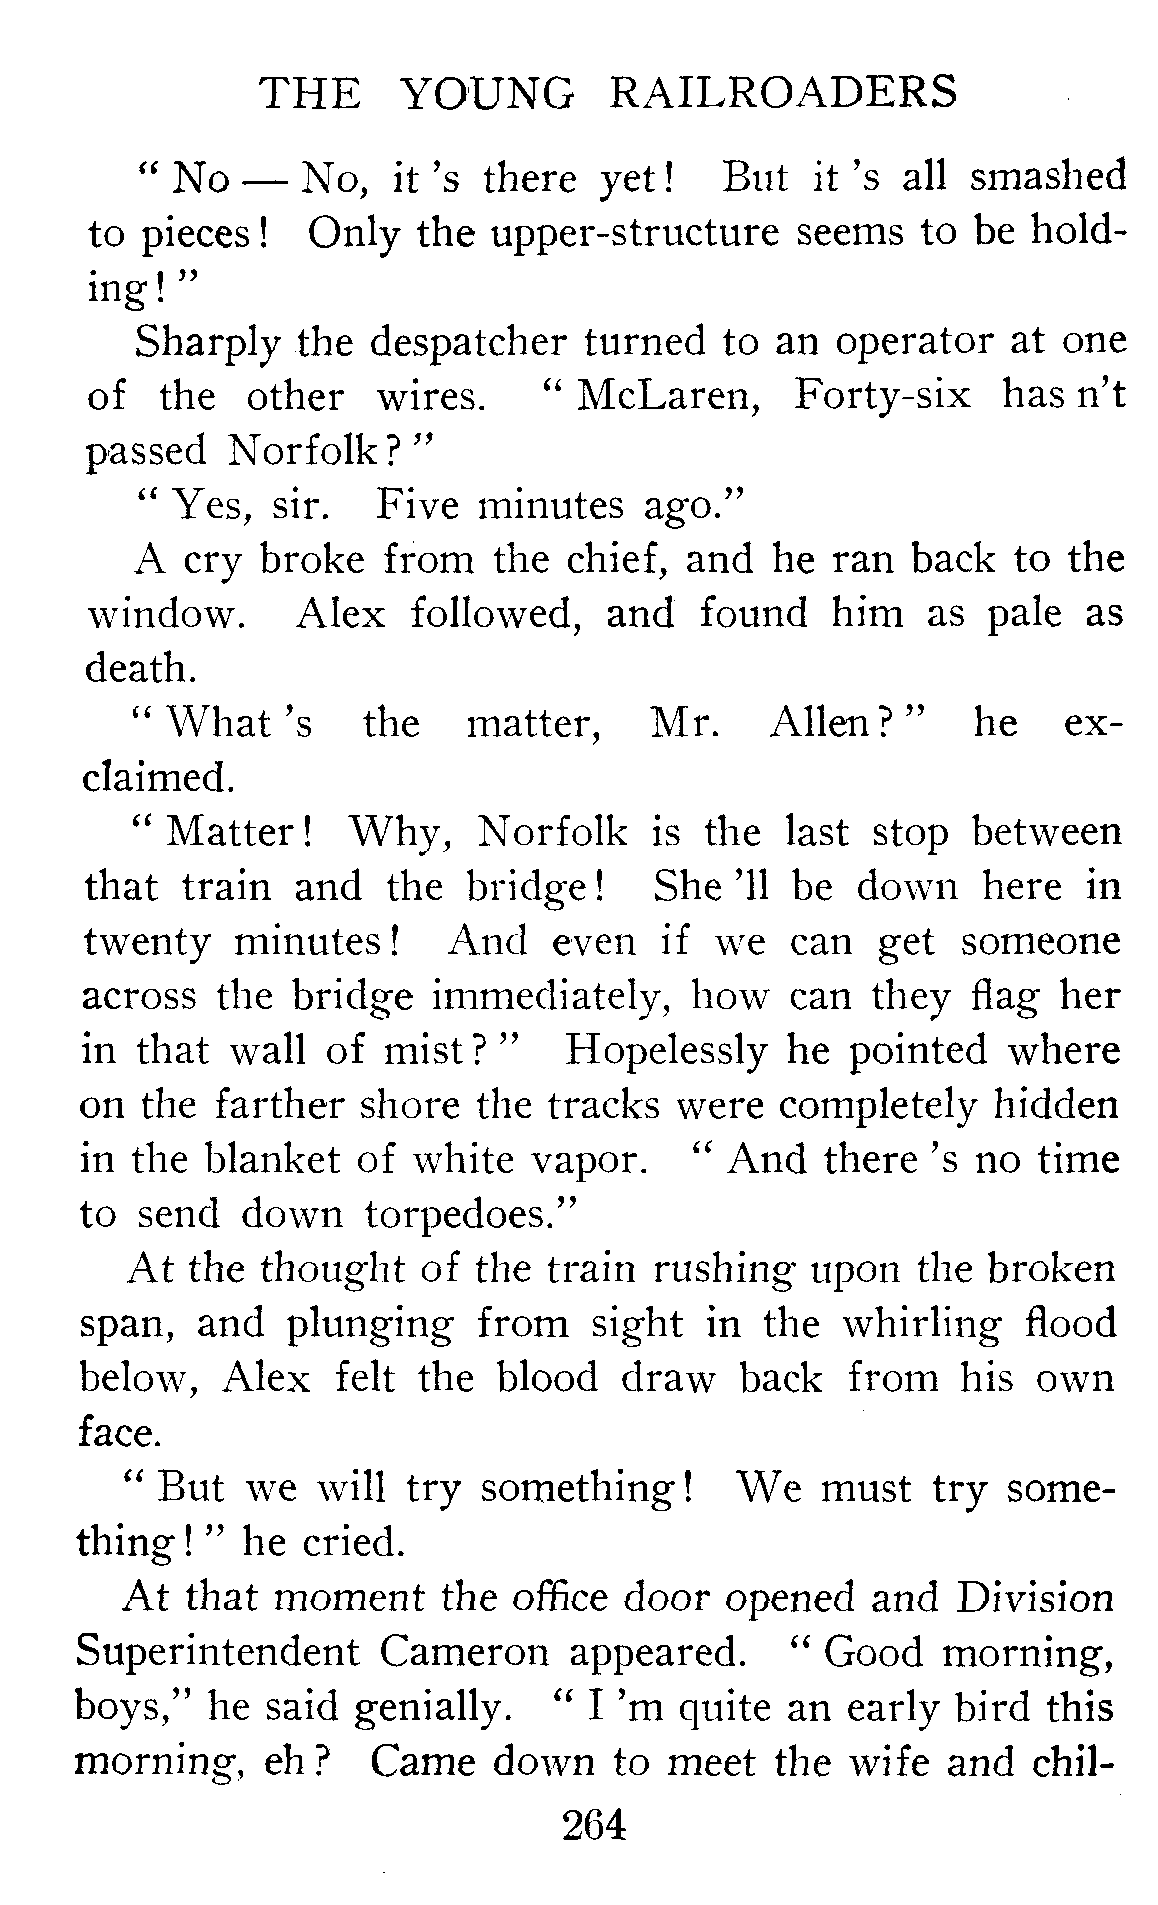 THE YOUNG RAILROADERS
“ No — No, it 's there yet! But it 's all smashed
to pieces! Only the upper-structure seems to be hold-
ing! ”
Sharply the despatcher turned to an operator at one
of the other wires. “ McLaren, Forty-six has n't
passed Norfolk? ”
“ Yes, sir. Five minutes ago.”
A cry broke from the chief, and he ran back to the
window. Alex followed, and found him as pale as
death.
“ What 's the matter, Mr. Allen? ” he ex-
claimed.
“ Matter! Why, Norfolk is the last stop between
that train and the bridge! She 'll be down here in
twenty minutes! And even if we can get someone
across the bridge immediately, how can they flag her
in that wall of mist? ” Hopelessly he pointed where
on the farther shore the tracks were completely hidden
in the blanket of white vapor. “ And there 's no time
to send down torpedoes.”
At the thought of the train rushing upon the broken
span, and plunging from sight in the whirling flood
below, Alex felt the blood draw back from his own
face.
“ But we will try something! We must try some-
thing! ” he cried.
At that moment the office door opened and Division
Superintendent Cameron appeared. “ Good morning,
boys,” he said genially. “ I 'm quite an early bird this
morning, eh? Came down to meet the wife and chil-
264